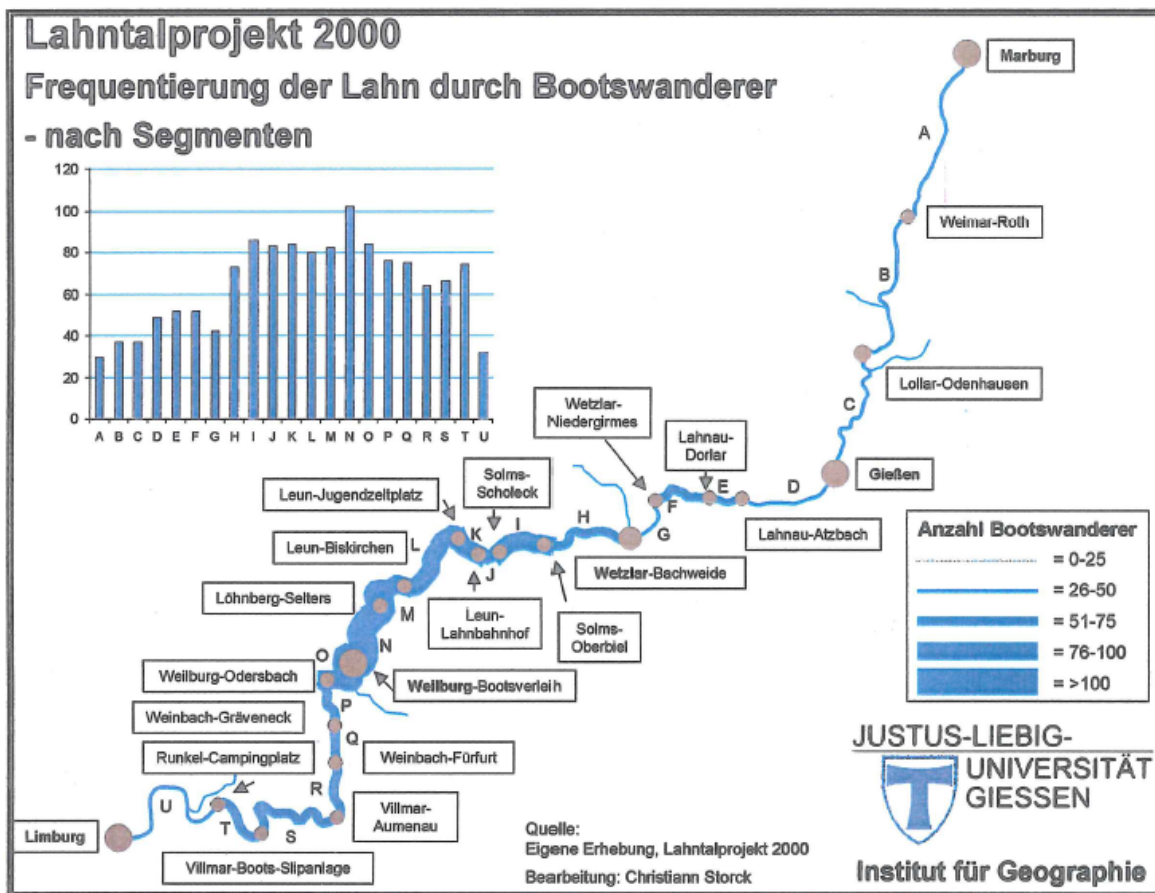 Lahntalprojekt 2000
Frequentierung der Lahn durch Bootswanderer
- nach Segmenten
120
100
80
60
40
20
0
A B C D E F G H I J K L M N O P Q R S T U
Marburg
A
Weimar-Roth
B
Lollar-Odenhausen
C
Gießen
D
Lahnau-Atzbach
E
Lahnau-
Dorlar
F
Wetzlar-
Niedergirmes
G
Wetzlar-Bachweide
H
Solms-
Oberbiel
I
Solms-
Scholeck
J
Leun-
Lahnbahnhof
K
Leun-Jugendzeltplatz
L
Leun-Biskirchen
M
Löhnberg-Selters
N
Weilburg-Bootsverleih
O
Weilburg-Odersbach
P
Weinbach-Gräveneck
Q
Weinbach-Fürfurt
R
Villmar-
Aumenau
S
Villmar-Boots-Slipanlage
T
Runkel-Campingplatz
U
Limburg
Anzahl Bootswanderer
= 0-25
= 26-50
= 51-75
= 76-100
= >100
JUSTUS-LIEBIG-
UNIVERSITÄT
GIESSEN
Institut für Geographie
Quelle:
Eigene Erhebung, Lahntalprojekt 2000
Bearbeitung: Christiann Storck